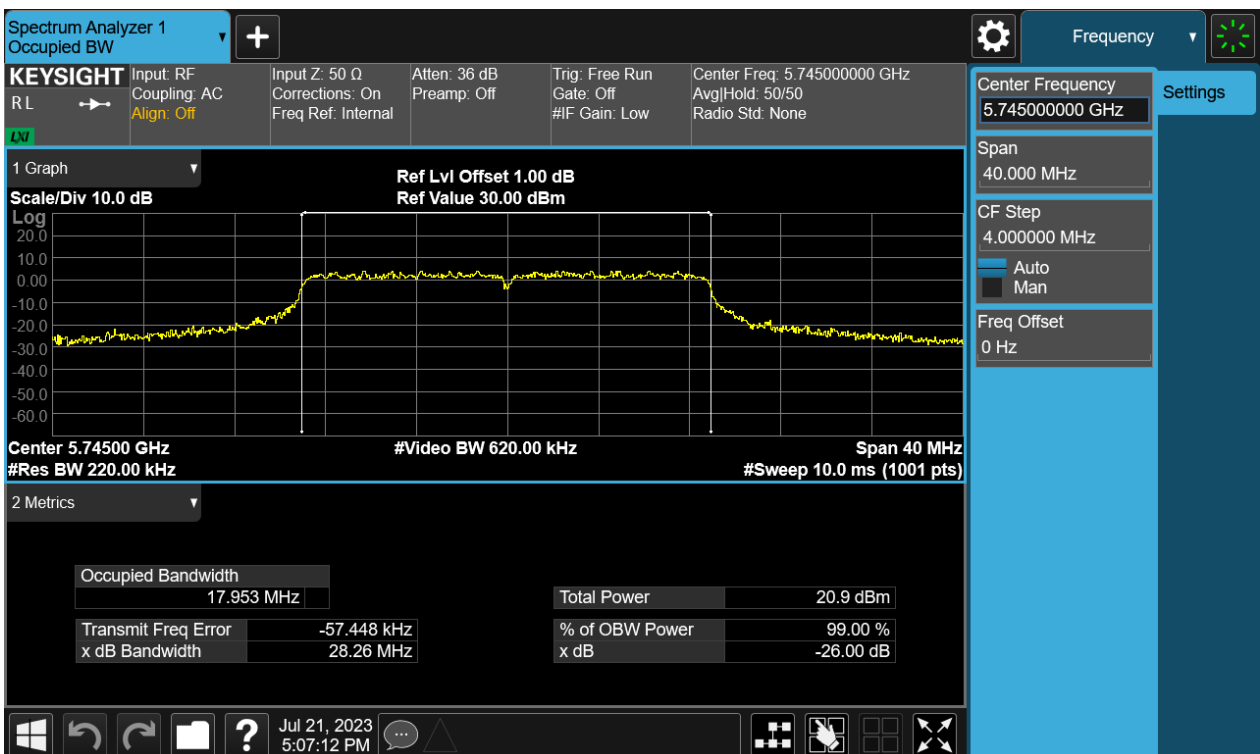 Spectrum Analyzer 1
Occupied BW
+
Frequency
KEYSIGHT
R L
LXI
Input: RF
Coupling: AC
Align: Off
Input Z: 50 Ω
Corrections: On
Freq Ref: Internal
Atten: 36 dB
Preamp: Off
Trig: Free Run
Gate: Off
#IF Gain: Low
Center Freq: 5.745000000 GHz
Avg|Hold: 50/50
Radio Std: None
Center Frequency
5.745000000 GHz
Settings
Span
40.000 MHz
CF Step
4.000000 MHz
Auto
Man
Freq Offset
0 Hz
1 Graph
Scale/Div 10.0 dB
Ref Lvl Offset 1.00 dB
Ref Value 30.00 dBm
Log
20.0
10.0
0.00
-10.0
-20.0
-30.0
-40.0
-50.0
-60.0
Center 5.74500 GHz
#Video BW 620.00 kHz
Span 40 MHz
#Res BW 220.00 kHz
#Sweep 10.0 ms (1001 pts)
2 Metrics
Occupied Bandwidth
17.953 MHz
Total Power 20.9 dBm
Transmit Freq Error -57.448 kHz
% of OBW Power 99.00 %
x dB Bandwidth 28.26 MHz
x dB -26.00 dB
?
Jul 21, 2023
5:07:12 PM